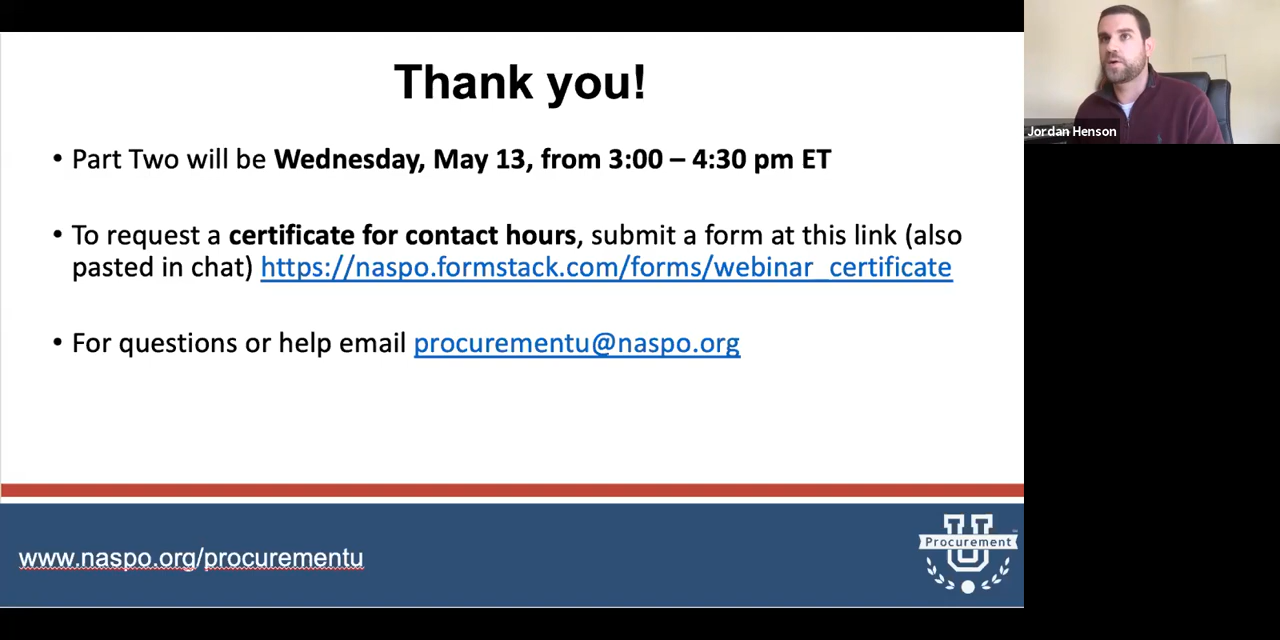 Thank you!
• Part Two will be Wednesday, May 13, from 3:00 – 4:30 pm ET
• To request a certificate for contact hours, submit a form at this link (also
pasted in chat) https://naspo.formstack.com/forms/webinar_certificate
• For questions or help email procurementu@naspo.org
www.naspo.org/procurementu
U
Procurement
Jordan Henson